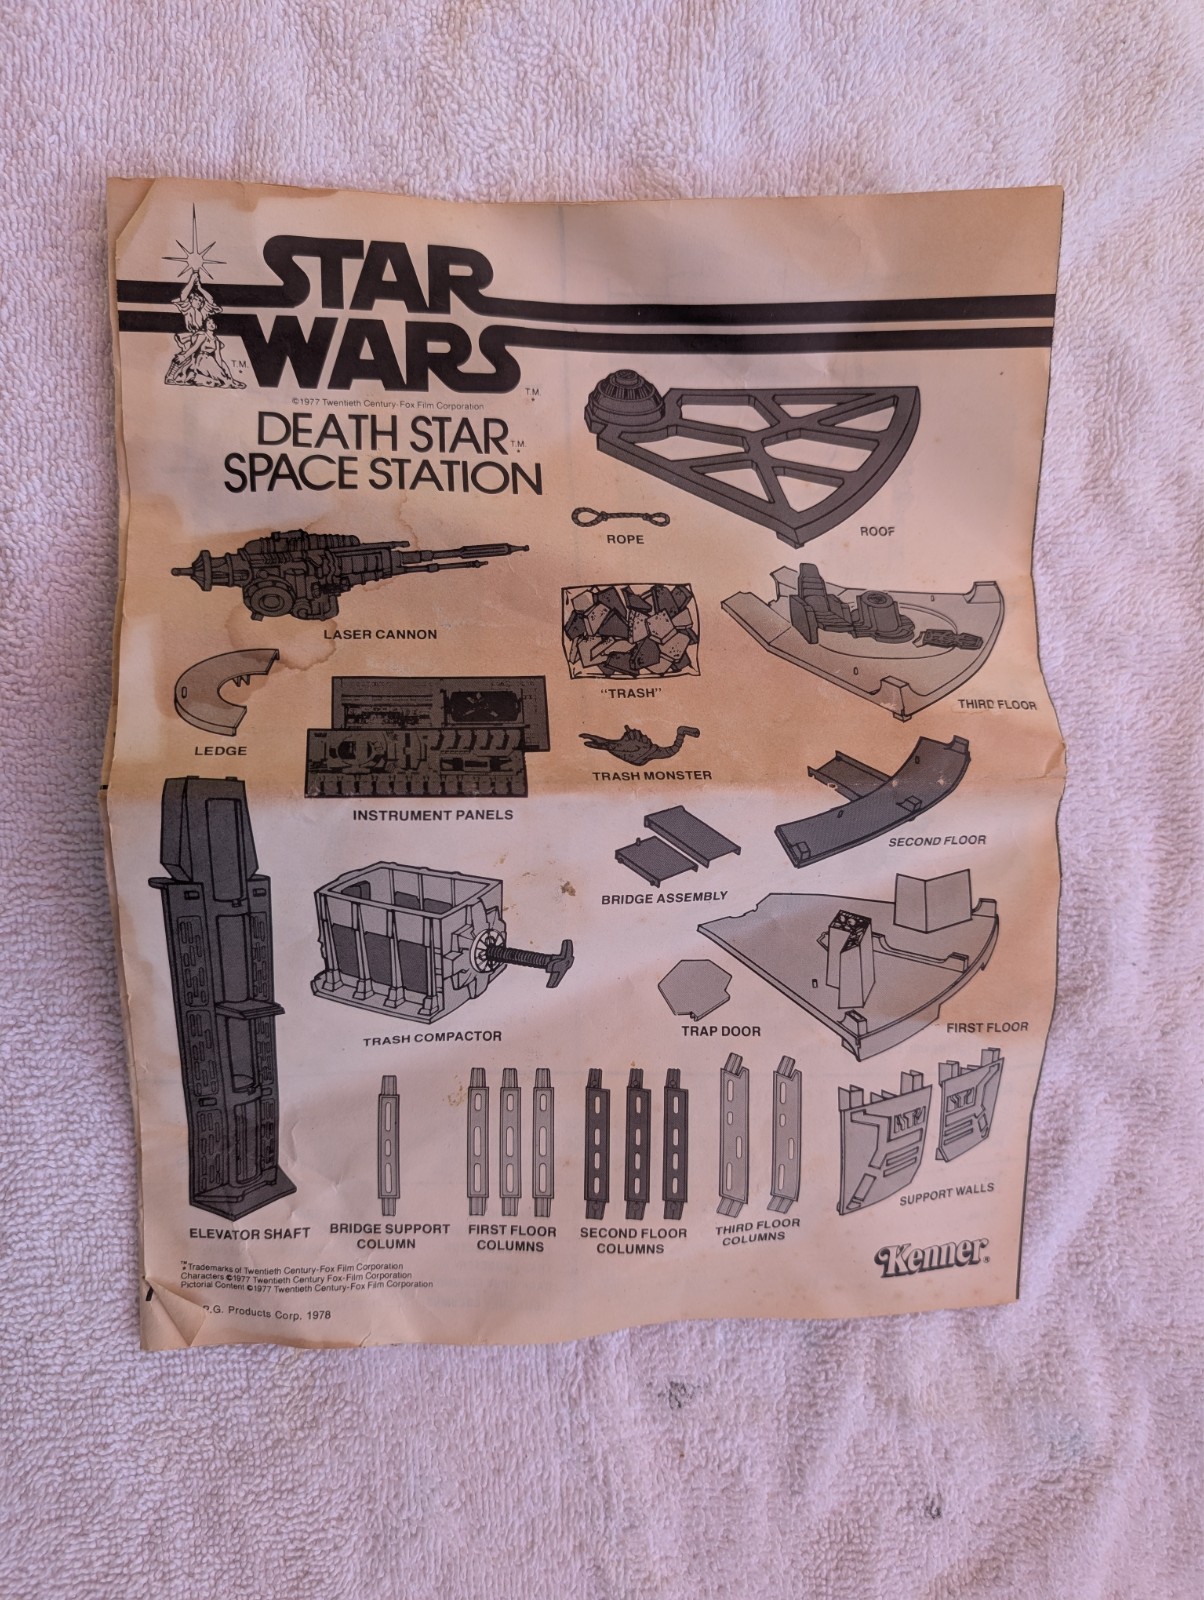 STAR
WARS
T.M.
T.M.
©1977 Twentieth Century-Fox Film Corporation
DEATH STAR T.M.
SPACE STATION
ROPE
ROOF
LASER CANNON
"TRASH"
THIRD FLOOR
LEDGE
TRASH MONSTER
INSTRUMENT PANELS
SECOND FLOOR
BRIDGE ASSEMBLY
TRASH COMPACTOR
TRAP DOOR
FIRST FLOOR
SUPPORT WALLS
ELEVATOR SHAFT
BRIDGE SUPPORT
COLUMN
FIRST FLOOR
COLUMNS
SECOND FLOOR
COLUMNS
THIRD FLOOR
COLUMNS
Kenner®
™Trademarks of Twentieth Century-Fox Film Corporation
Characters ©1977 Twentieth Century Fox-Film Corporation
Pictorial Content ©1977 Twentieth Century-Fox Film Corporation
P.G. Products Corp. 1978